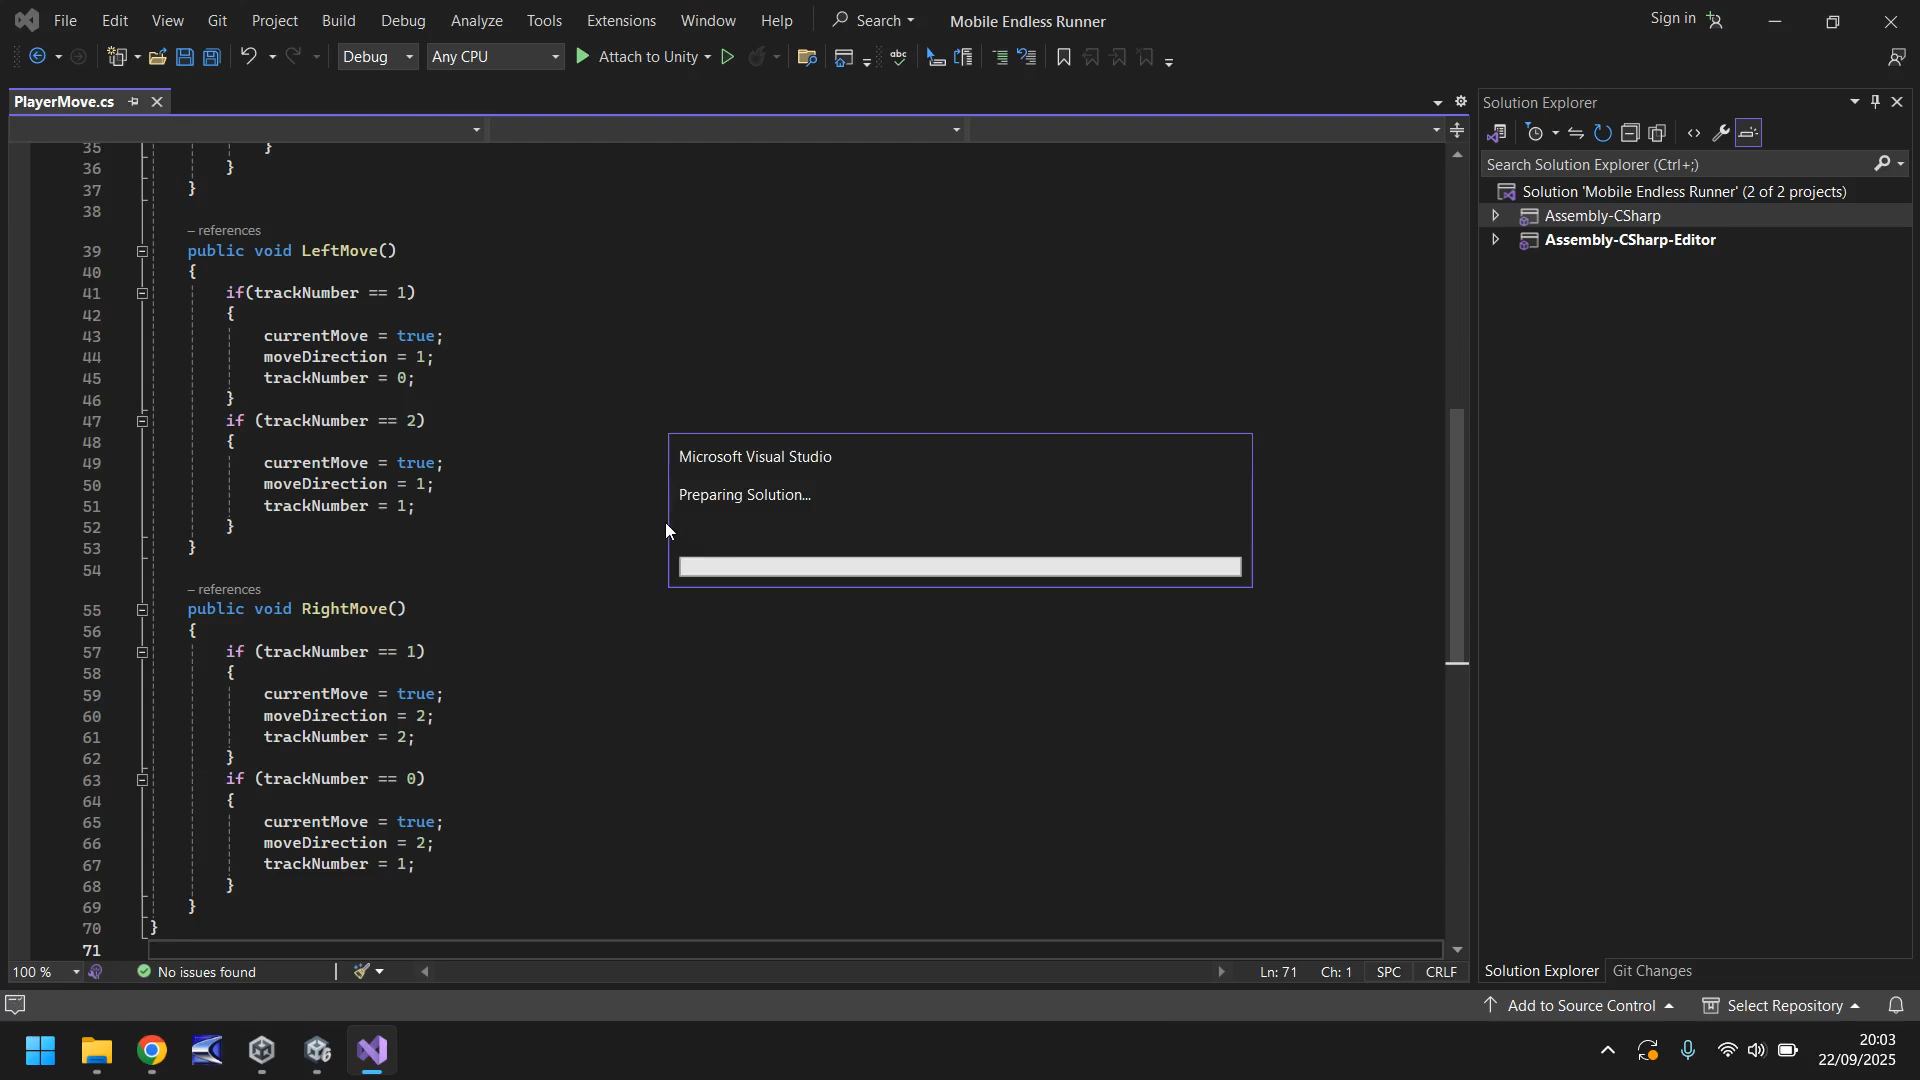 File Edit View Git Project Build Debug Analyze Tools Extensions Window Help Search Mobile Endless Runner Sign in
Debug Any CPU Attach to Unity abc
PlayerMove.cs
35 }
36 }
37 }
38
– references
39 public void LeftMove()
40 {
41 if(trackNumber == 1)
42 {
43 currentMove = true;
44 moveDirection = 1;
45 trackNumber = 0;
46 }
47 if (trackNumber == 2)
48 {
49 currentMove = true;
50 moveDirection = 1;
51 trackNumber = 1;
52 }
53 }
54
– references
55 public void RightMove()
56 {
57 if (trackNumber == 1)
58 {
59 currentMove = true;
60 moveDirection = 2;
61 trackNumber = 2;
62 }
63 if (trackNumber == 0)
64 {
65 currentMove = true;
66 moveDirection = 2;
67 trackNumber = 1;
68 }
69 }
70 }
71
Microsoft Visual Studio
Preparing Solution...
100 % No issues found Ln: 71 Ch: 1 SPC CRLF
Solution Explorer
Search Solution Explorer (Ctrl+;)
Solution 'Mobile Endless Runner' (2 of 2 projects)
Assembly-CSharp
Assembly-CSharp-Editor
Solution Explorer Git Changes
Add to Source Control Select Repository
20:03
22/09/2025